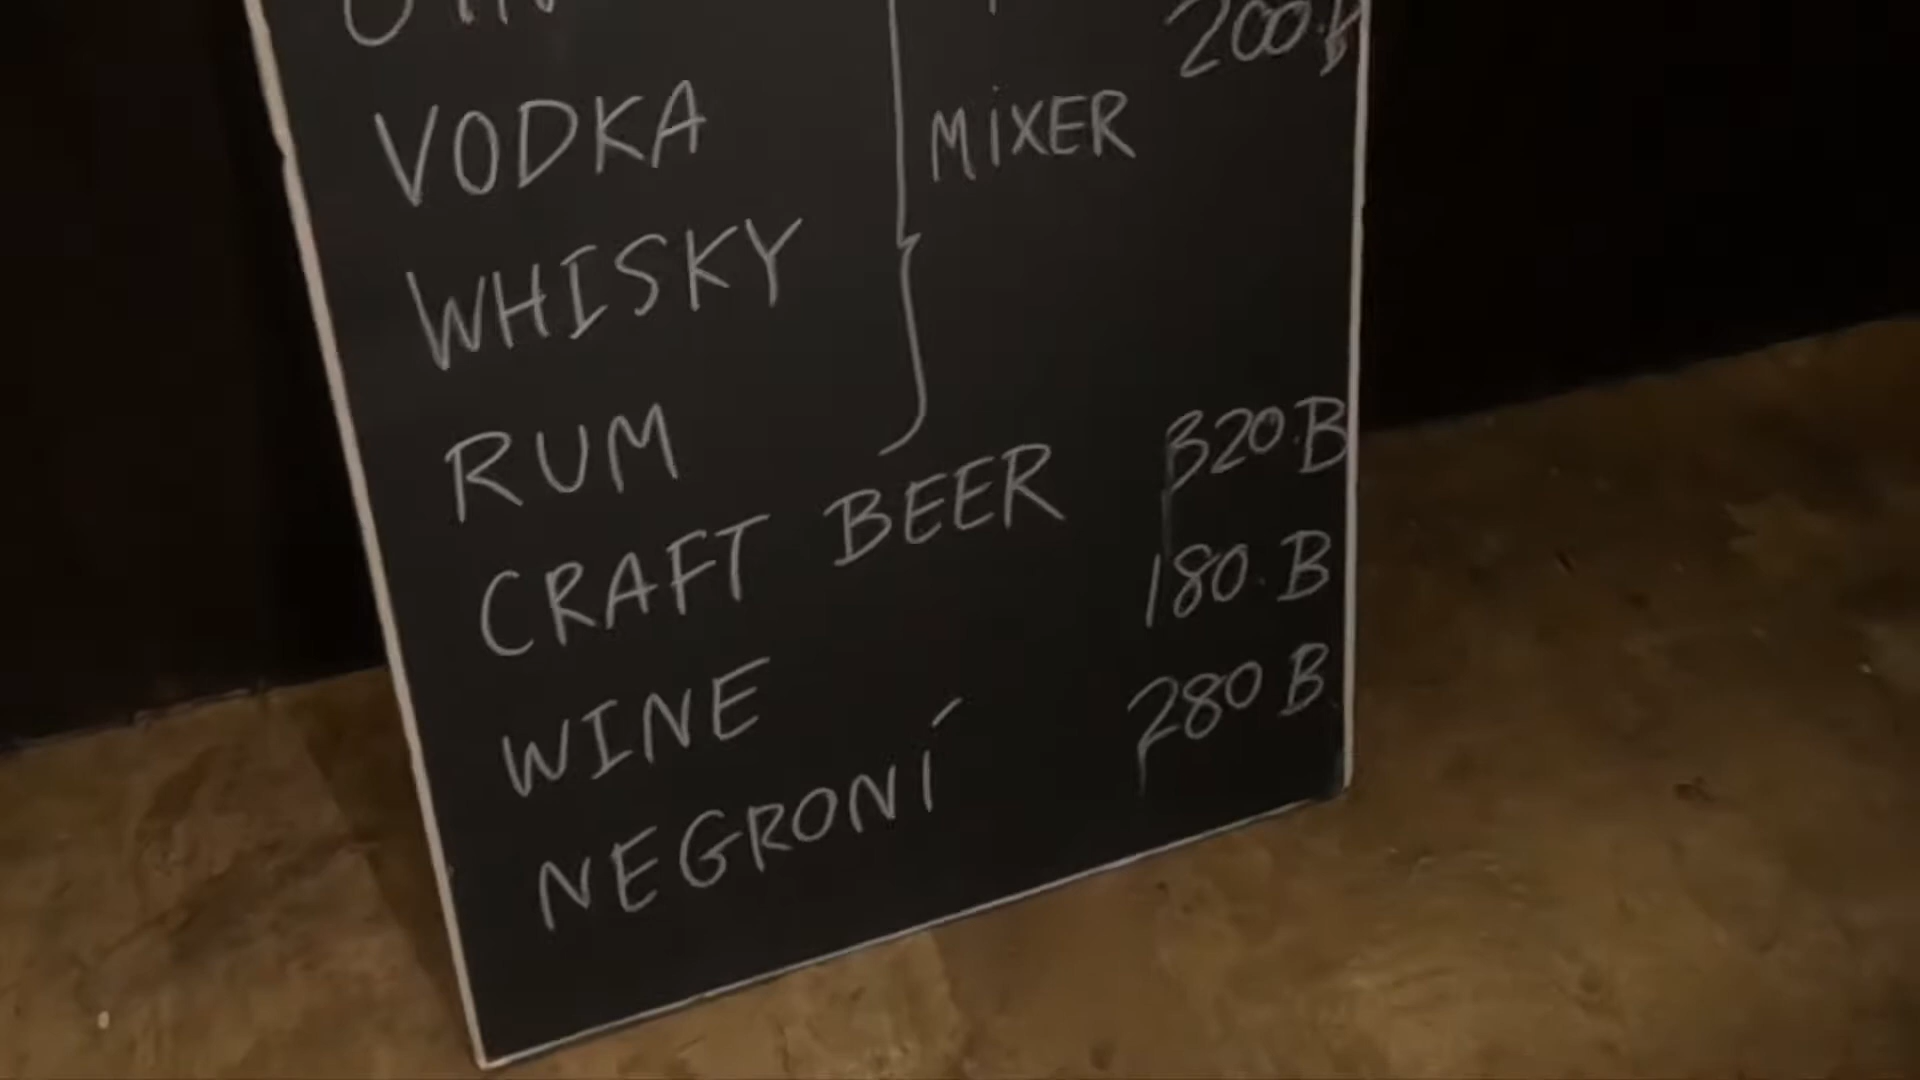 200.B
VODKA MIXER
WHISKY
RUM
CRAFT BEER 320.B
WINE 180.B
NEGRONI 280 B